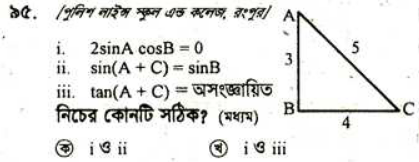 ৯৫. [পুলিশ লাইন্স স্কুল এন্ড কলেজ, রংপুর]
A
i. 2sinA cosB = 0
ii. sin(A + C) = sinB
iii. tan(A + C) = অসংজ্ঞায়িত
3
5
B
4
C
নিচের কোনটি সঠিক? (মধ্যম)
ক i ও ii
খ i ও iii